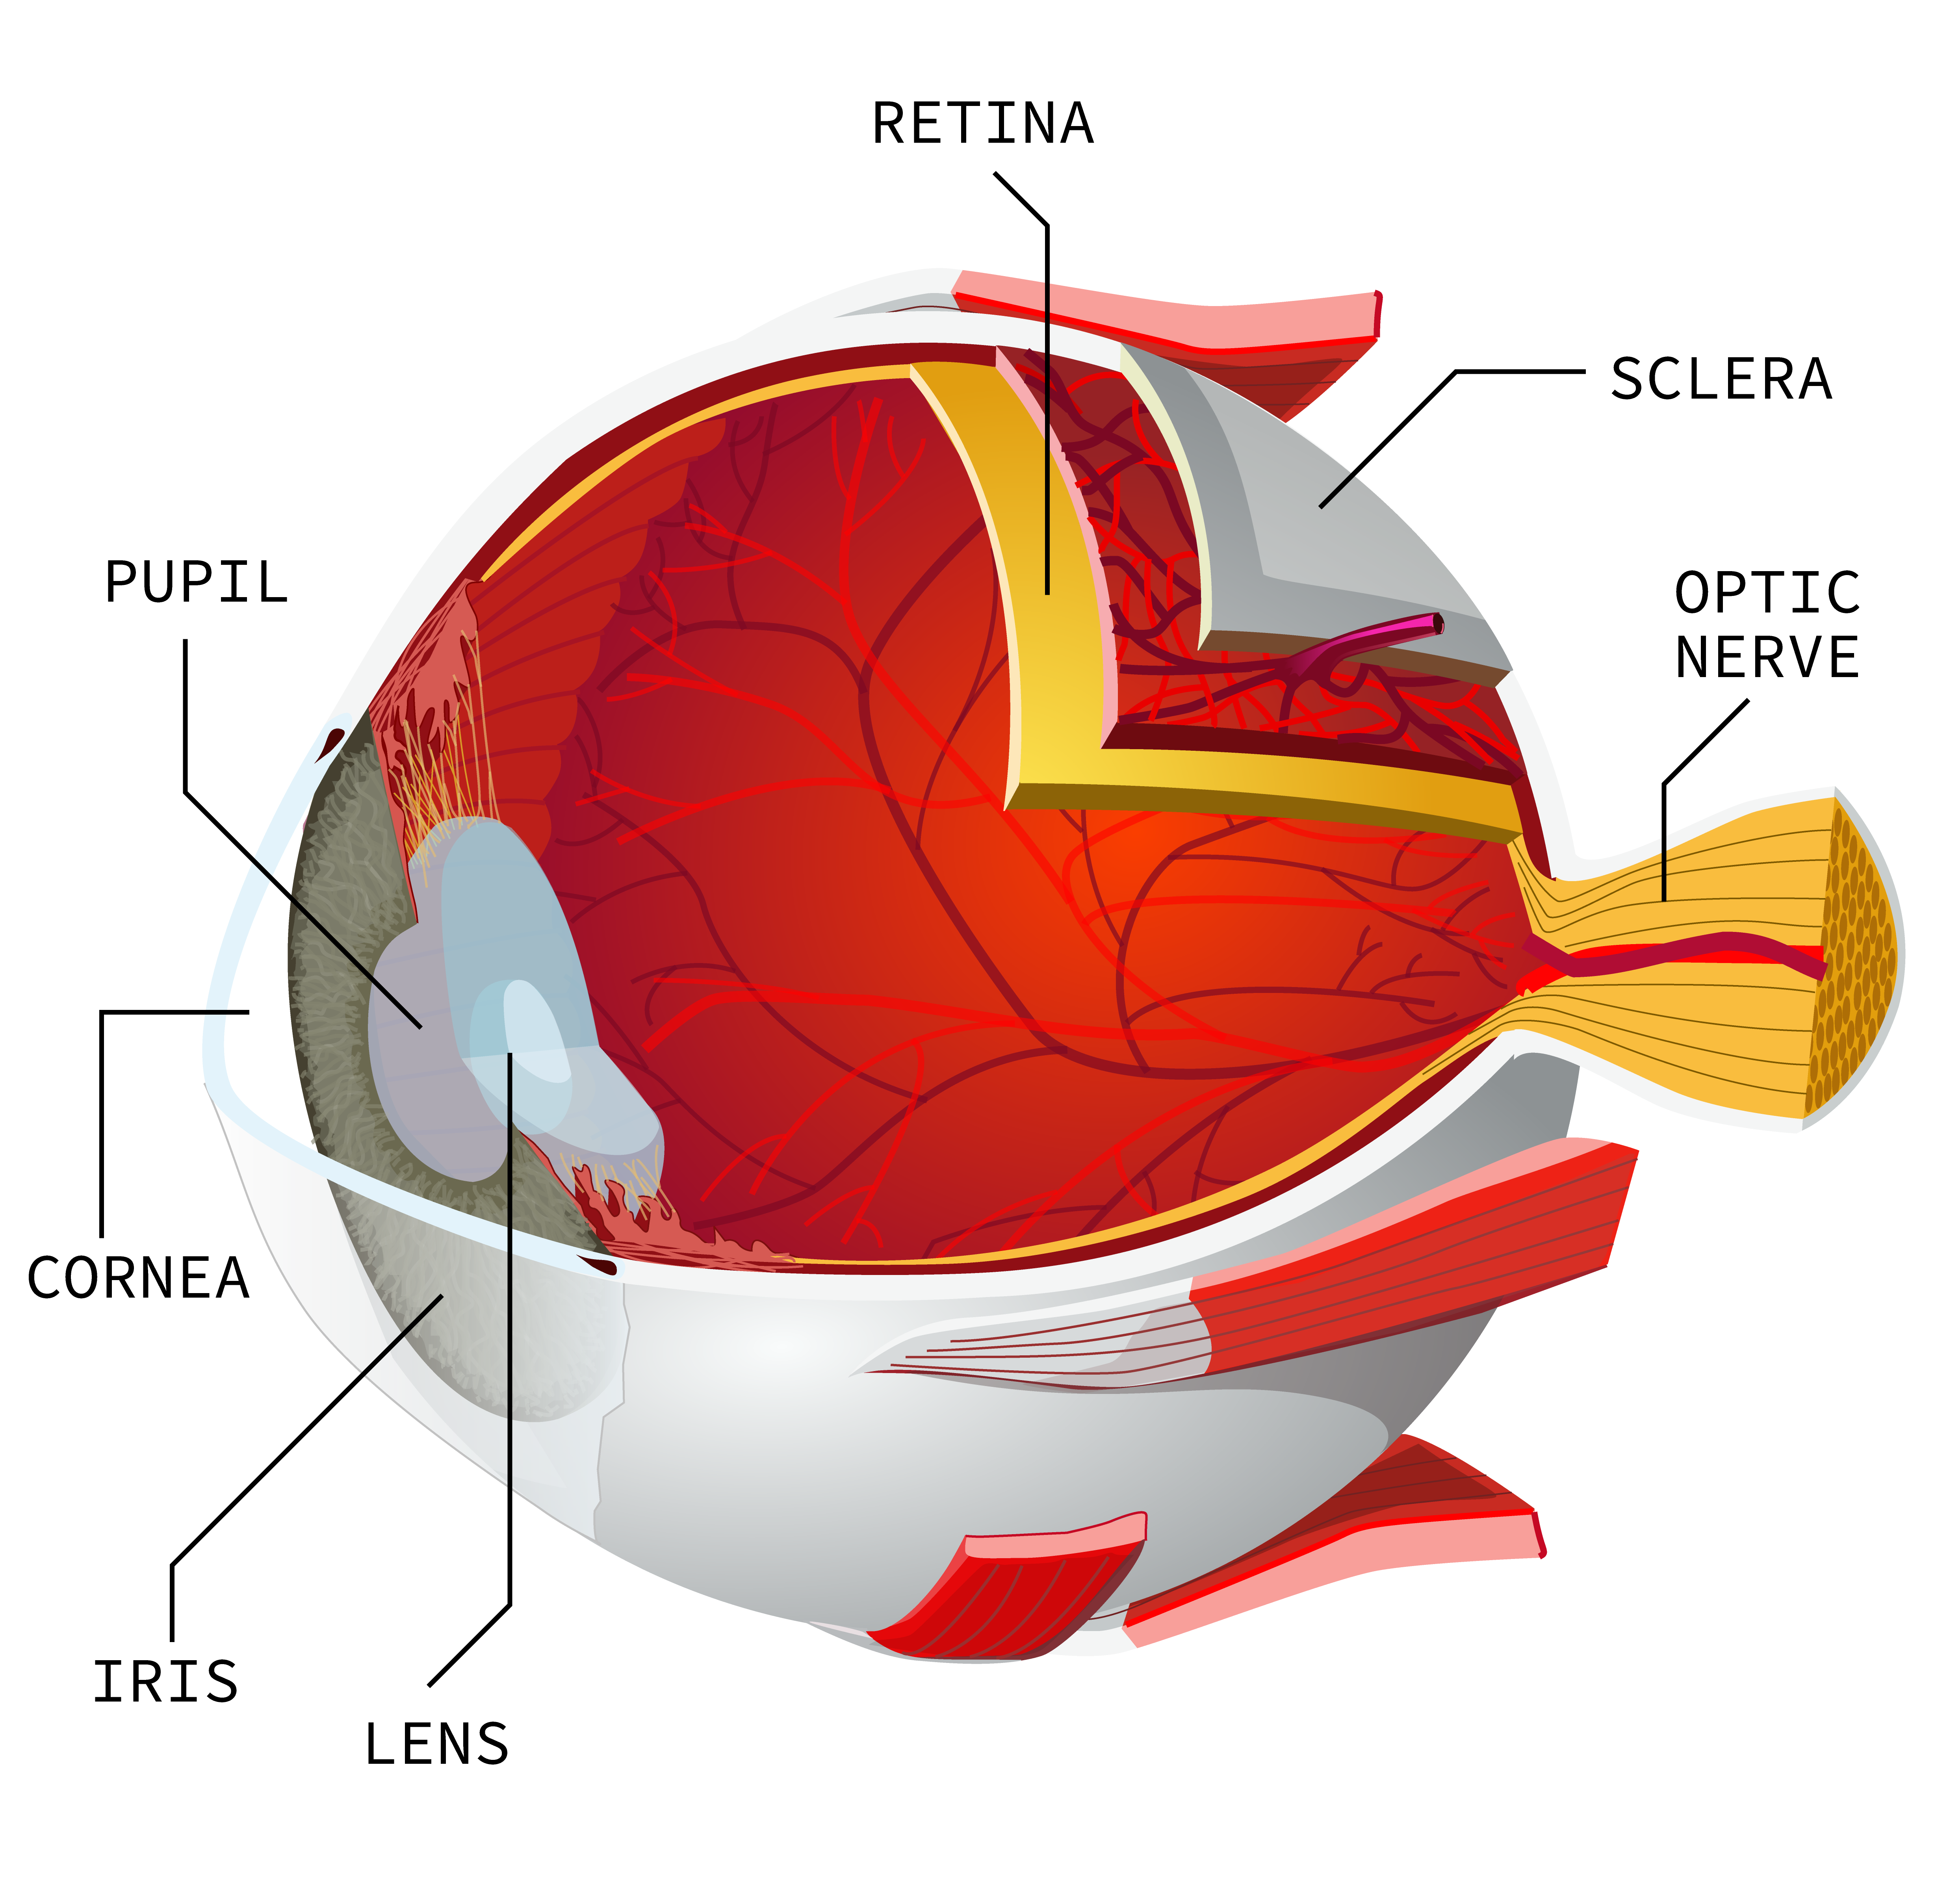 RETINA
SCLERA
PUPIL
OPTIC
NERVE
CORNEA
IRIS
LENS